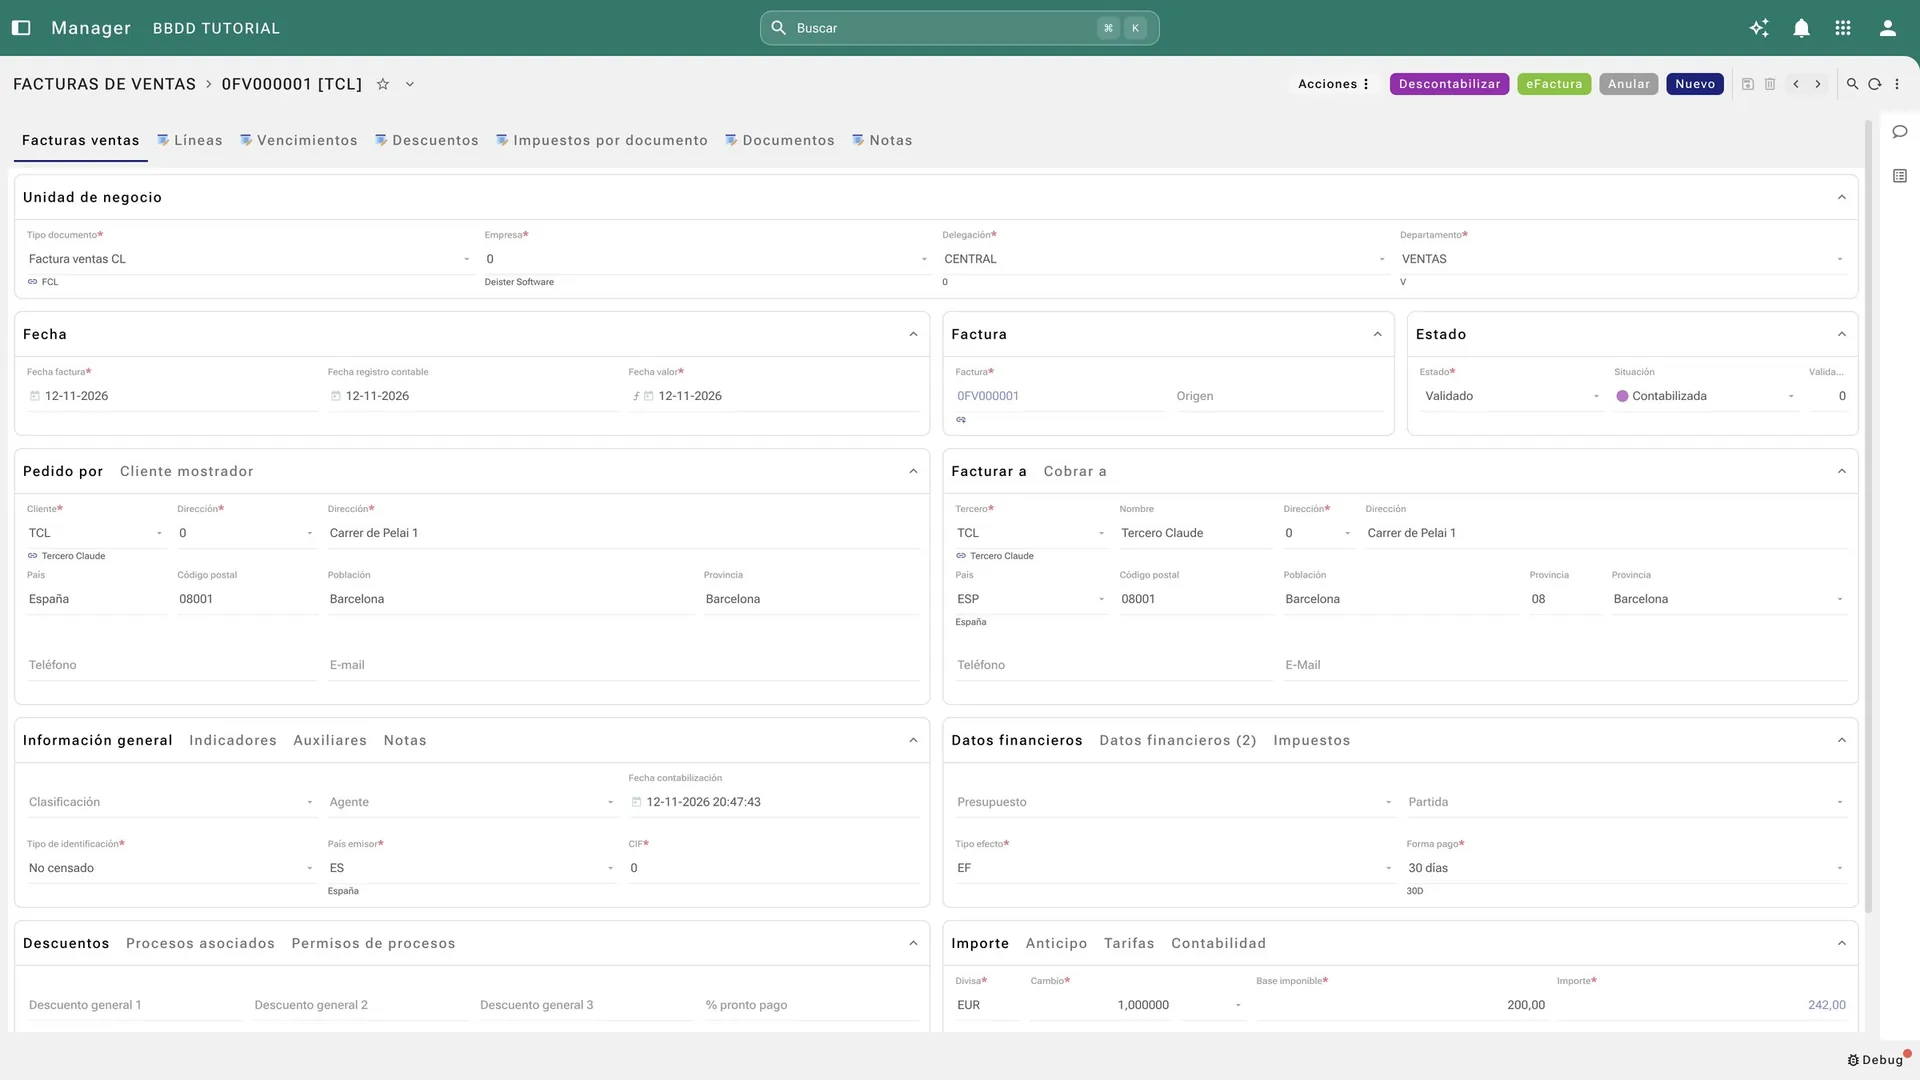 Manager BBDD TUTORIAL Buscar ⌘ K
FACTURAS DE VENTAS > 0FV000001 [TCL] Acciones Descontabilizar eFactura Anular Nuevo
Facturas ventas Líneas Vencimientos Descuentos Impuestos por documento Documentos Notas
Unidad de negocio
Tipo documento* Empresa* Delegación* Departamento*
Factura ventas CL 0 CENTRAL VENTAS
FCL Deister Software 0 V
Fecha Factura Estado
Fecha factura* Fecha registro contable Fecha valor* Factura* Estado* Situación Valida...
12-11-2026 12-11-2026 ƒ 12-11-2026 0FV000001 Origen Validado Contabilizada 0
Pedido por Cliente mostrador Facturar a Cobrar a
Cliente* Dirección* Dirección* Tercero* Nombre Dirección* Dirección
TCL 0 Carrer de Pelai 1 TCL Tercero Claude 0 Carrer de Pelai 1
Tercero Claude Tercero Claude
País Código postal Población Provincia País Código postal Población Provincia Provincia
España 08001 Barcelona Barcelona ESP 08001 Barcelona 08 Barcelona
España
Teléfono E-mail Teléfono E-Mail
Información general Indicadores Auxiliares Notas Datos financieros Datos financieros (2) Impuestos
Fecha contabilización
Clasificación Agente 12-11-2026 20:47:43 Presupuesto Partida
Tipo de identificación* País emisor* CIF* Tipo efecto* Forma pago*
No censado ES 0 EF 30 días
España 30D
Descuentos Procesos asociados Permisos de procesos Importe Anticipo Tarifas Contabilidad
Divisa* Cambio* Base imponible* Importe*
Descuento general 1 Descuento general 2 Descuento general 3 % pronto pago EUR 1,000000 200,00 242,00
Debug